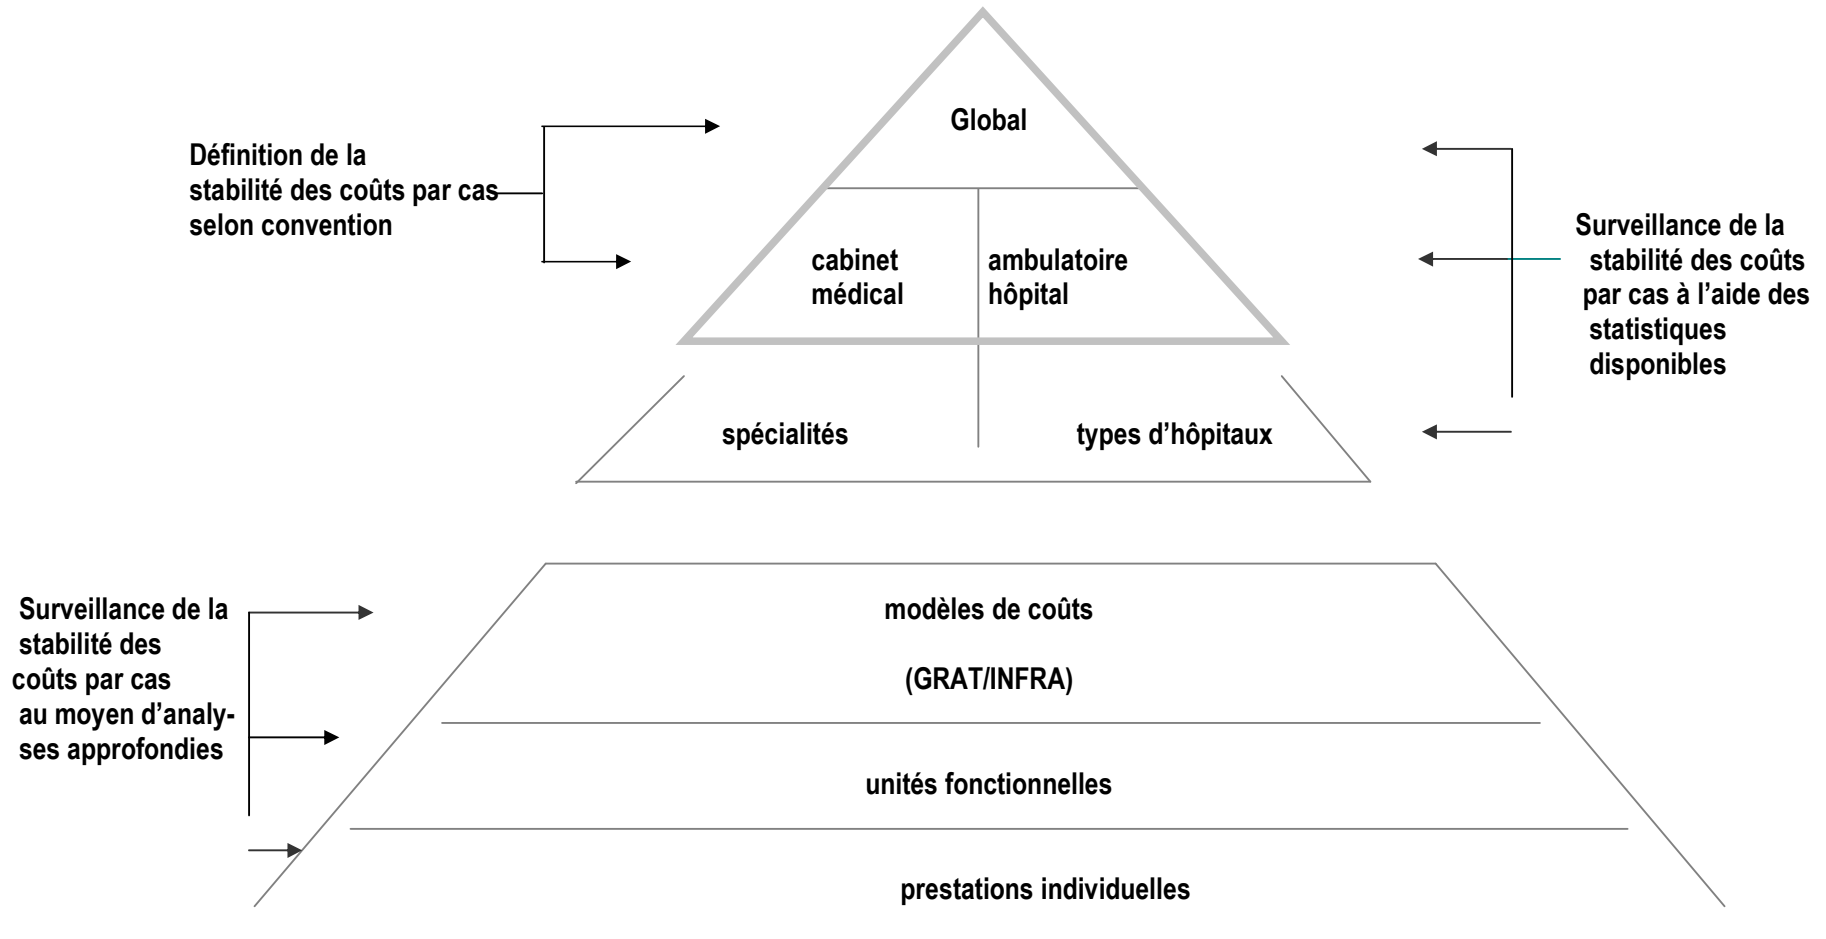 Global
Définition de la
stabilité des coûts par cas
selon convention
cabinet
médical
ambulatoire
hôpital
Surveillance de la
stabilité des coûts
par cas à l’aide des
statistiques
disponibles
spécialités
types d’hôpitaux
Surveillance de la
stabilité des
coûts par cas
au moyen d’analy-
ses approfondies
modèles de coûts
(GRAT/INFRA)
unités fonctionnelles
prestations individuelles